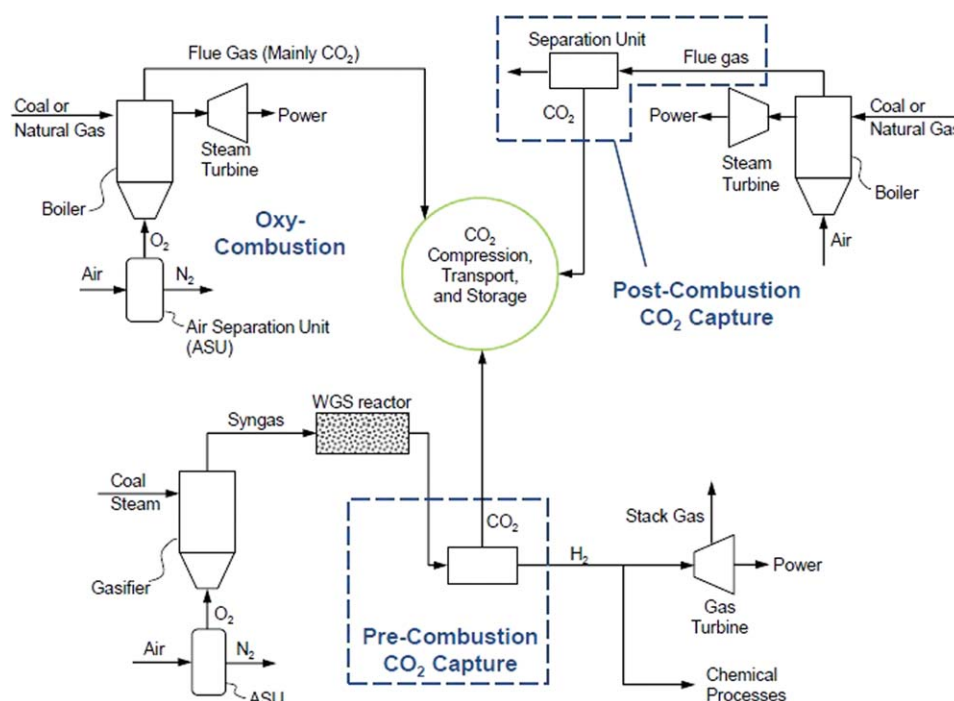 Flue Gas (Mainly CO₂)
Coal or
Natural Gas
Power
Steam
Turbine
Boiler
O₂
Oxy-
Combustion
Air
N₂
Air Separation Unit
(ASU)
Separation Unit
Flue gas
CO₂
Power
Coal or
Natural Gas
Steam
Turbine
Boiler
Air
Post-Combustion
CO₂ Capture
CO₂
Compression,
Transport,
and Storage
WGS reactor
Syngas
Coal
Steam
Gasifier
O₂
Air
N₂
ASU
CO₂
H₂
Pre-Combustion
CO₂ Capture
Stack Gas
Power
Gas
Turbine
Chemical
Processes